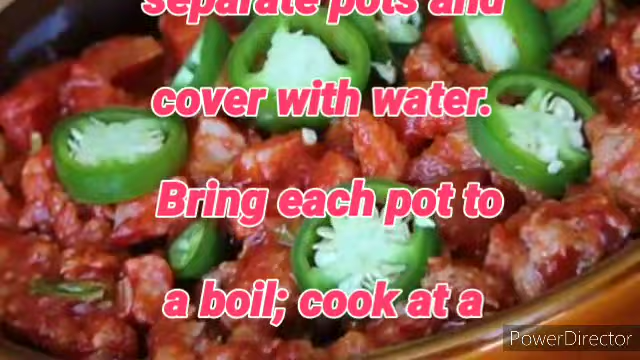 separate pots and
cover with water.
Bring each pot to
a boil; cook at a
PowerDirector